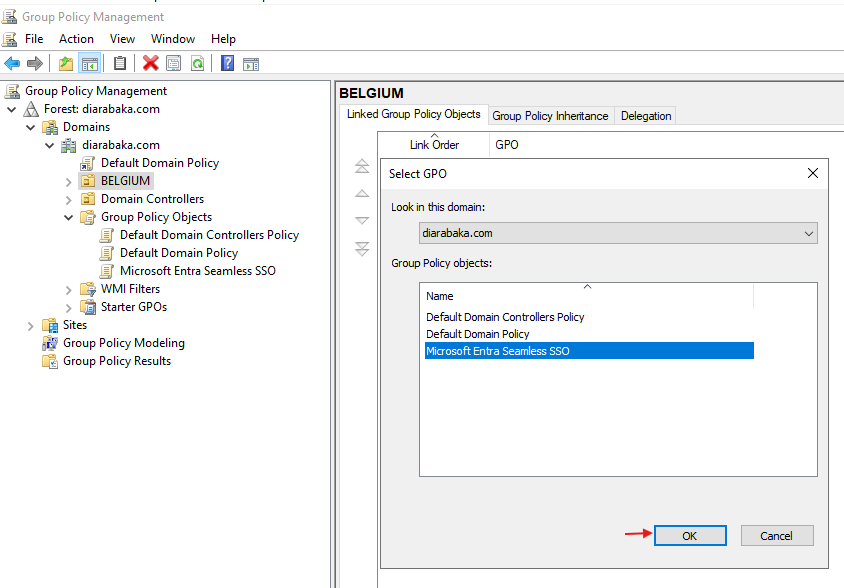 Group Policy Management
File Action View Window Help
Group Policy Management
Forest: diarabaka.com
Domains
diarabaka.com
Default Domain Policy
BELGIUM
Domain Controllers
Group Policy Objects
Default Domain Controllers Policy
Default Domain Policy
Microsoft Entra Seamless SSO
WMI Filters
Starter GPOs
Sites
Group Policy Modeling
Group Policy Results
BELGIUM
Linked Group Policy Objects Group Policy Inheritance Delegation
Link Order GPO
Select GPO
Look in this domain:
diarabaka.com
Group Policy objects:
Name
Default Domain Controllers Policy
Default Domain Policy
Microsoft Entra Seamless SSO
OK Cancel